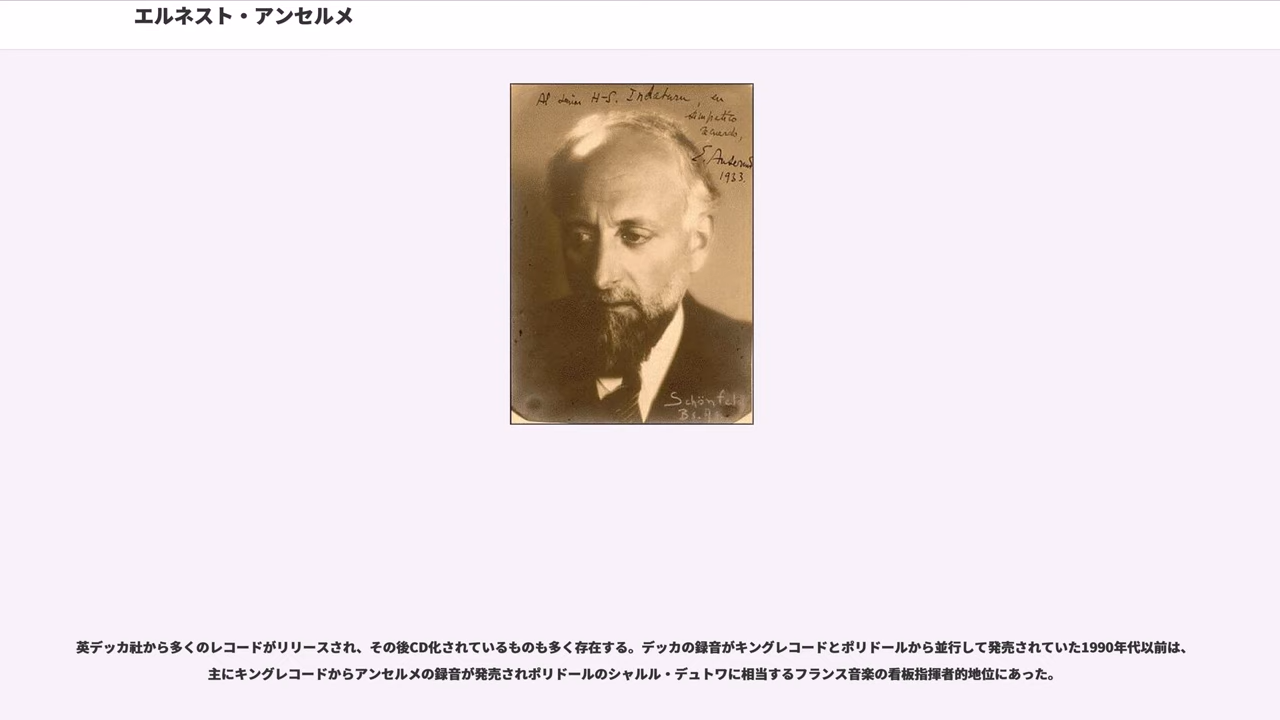 エルネスト・アンセルメ
Al señor H-S.
en
simpático
E. Anserm
1933.
Schönfeld
Bs. As.
英デッカ社から多くのレコードがリリースされ、その後CD化されているものも多く存在する。デッカの録音がキングレコードとポリドールから並行して発売されていた1990年代以前は、
主にキングレコードからアンセルメの録音が発売されポリドールのシャルル・デュトワに相当するフランス音楽の看板指揮者的地位にあった。